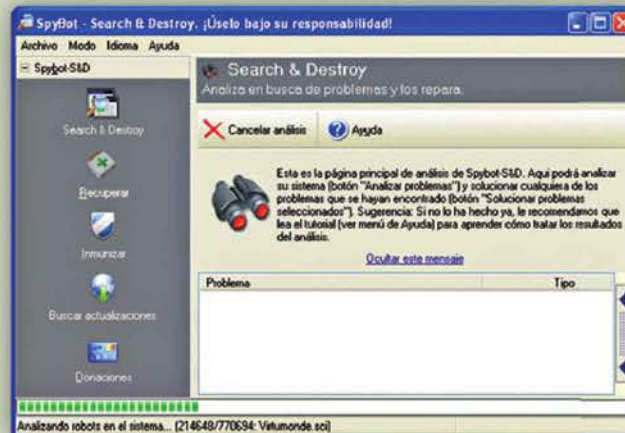 SpyBot - Search & Destroy. ¡Úselo bajo su responsabilidad!
Archivo Modo Idioma Ayuda
Spybot-S&D
Search & Destroy
Recuperar
Inmunizar
Buscar actualizaciones
Donaciones
Search & Destroy
Analiza en busca de problemas y los repara.
Cancelar análisis Ayuda
Esta es la página principal de análisis de Spybot-S&D. Aquí podrá analizar
su sistema (botón "Analizar problemas") y solucionar cualquiera de los
problemas que se hayan encontrado (botón "Solucionar problemas
seleccionados"). Sugerencia: Si no lo ha hecho ya, le recomendamos que
lea el tutorial (ver menú de Ayuda) para aprender cómo tratar los resultados
del análisis.
Ocultar este mensaje
Problema Tipo
Analizando robots en el sistema... (214648/770694: Virtumonde.sci)